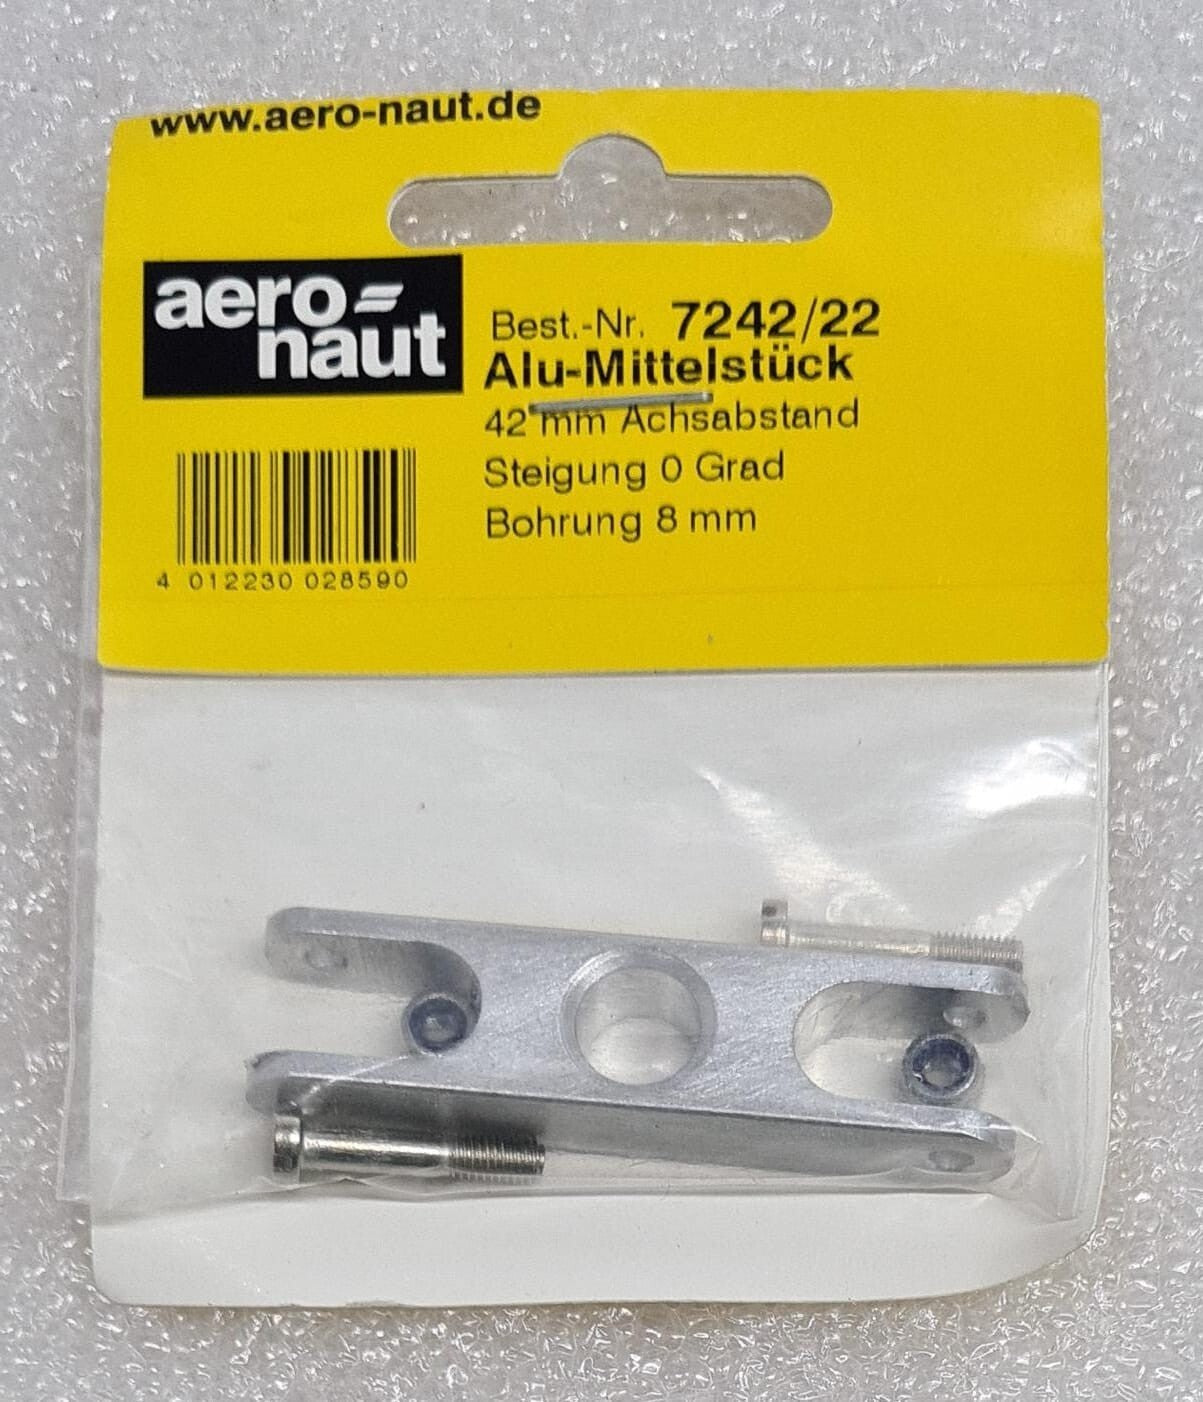 www.aero-naut.de
aero-
naut
Best.-Nr. 7242/22
Alu-Mittelstück
42 mm Achsabstand
Steigung 0 Grad
Bohrung 8 mm
4 012230 028590